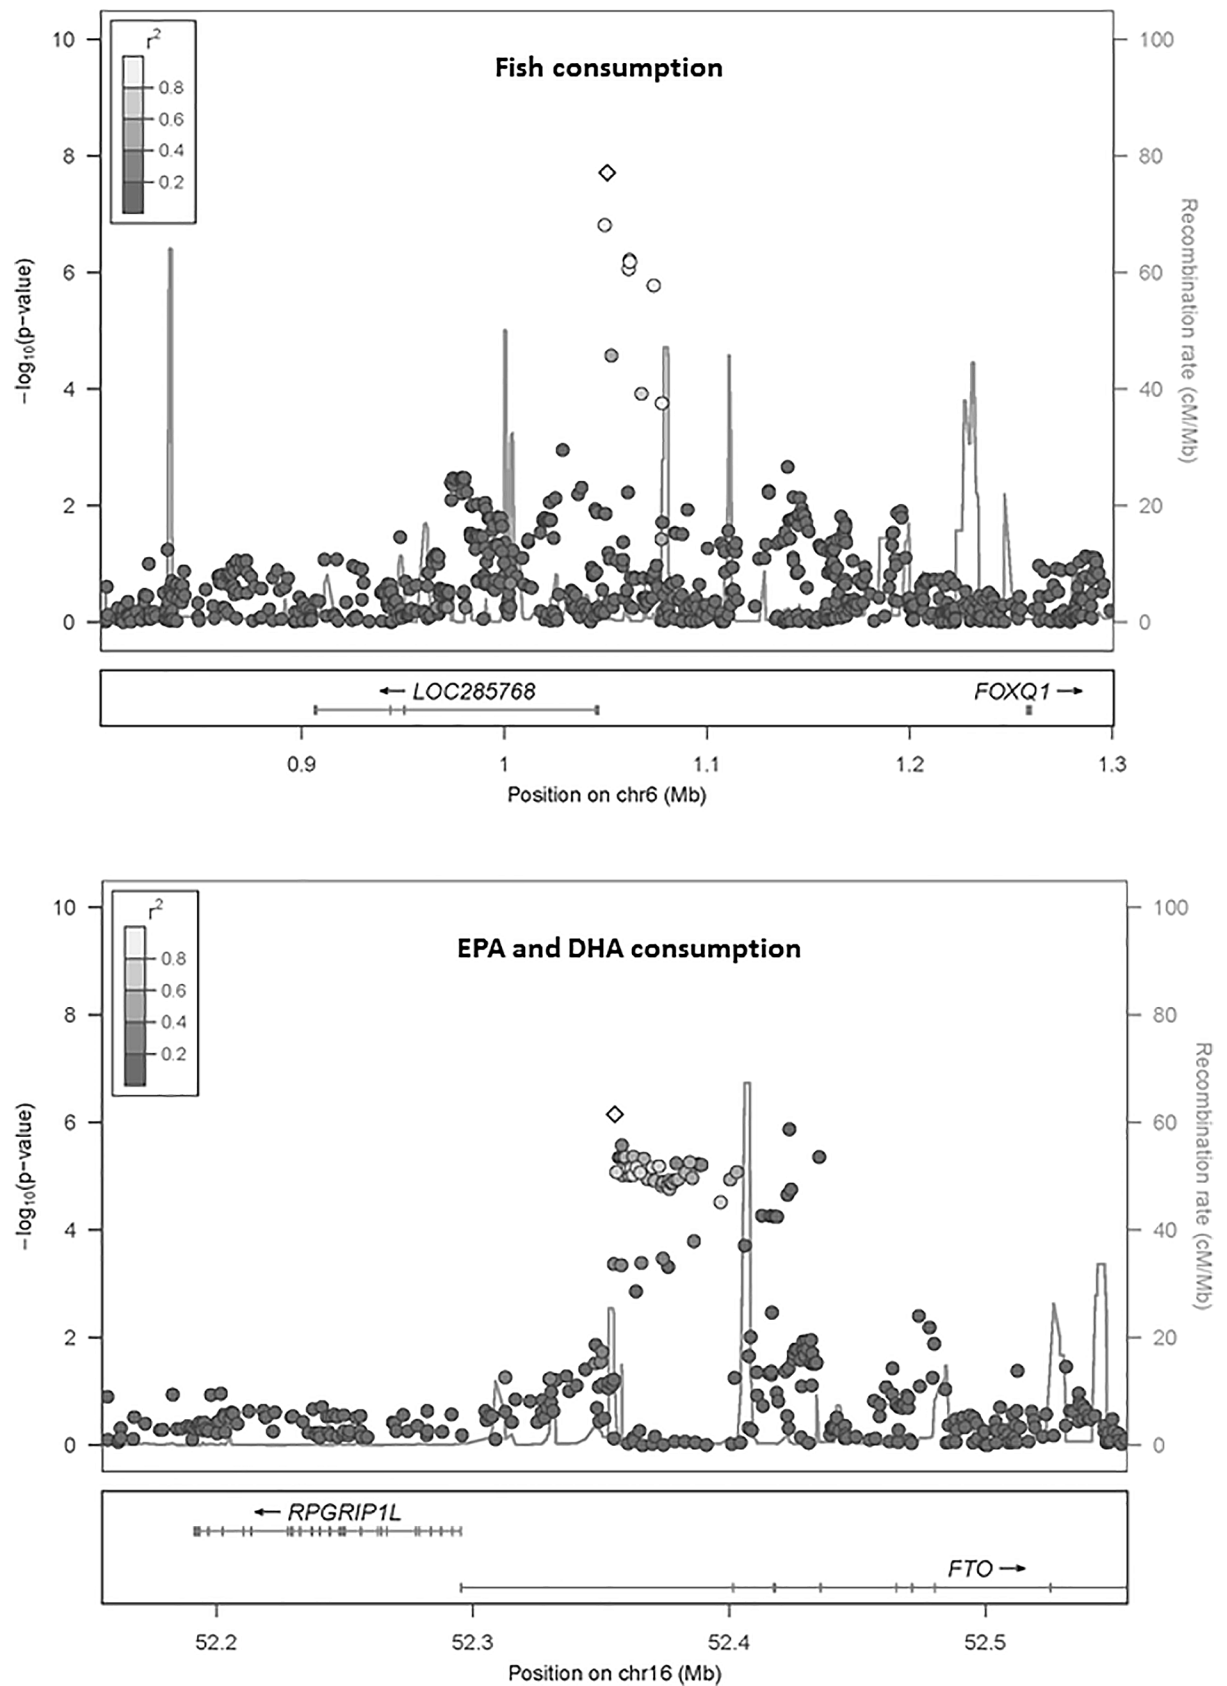 Fish consumption
r2
0.8
0.6
0.4
0.2
10
8
6
4
2
0
−log10(p−value)
100
80
60
40
20
0
Recombination rate (cM/Mb)
← LOC285768
FOXQ1 →
0.9 1 1.1 1.2 1.3
Position on chr6 (Mb)
EPA and DHA consumption
r2
0.8
0.6
0.4
0.2
10
8
6
4
2
0
−log10(p−value)
100
80
60
40
20
0
Recombination rate (cM/Mb)
← RPGRIP1L
FTO →
52.2 52.3 52.4 52.5
Position on chr16 (Mb)